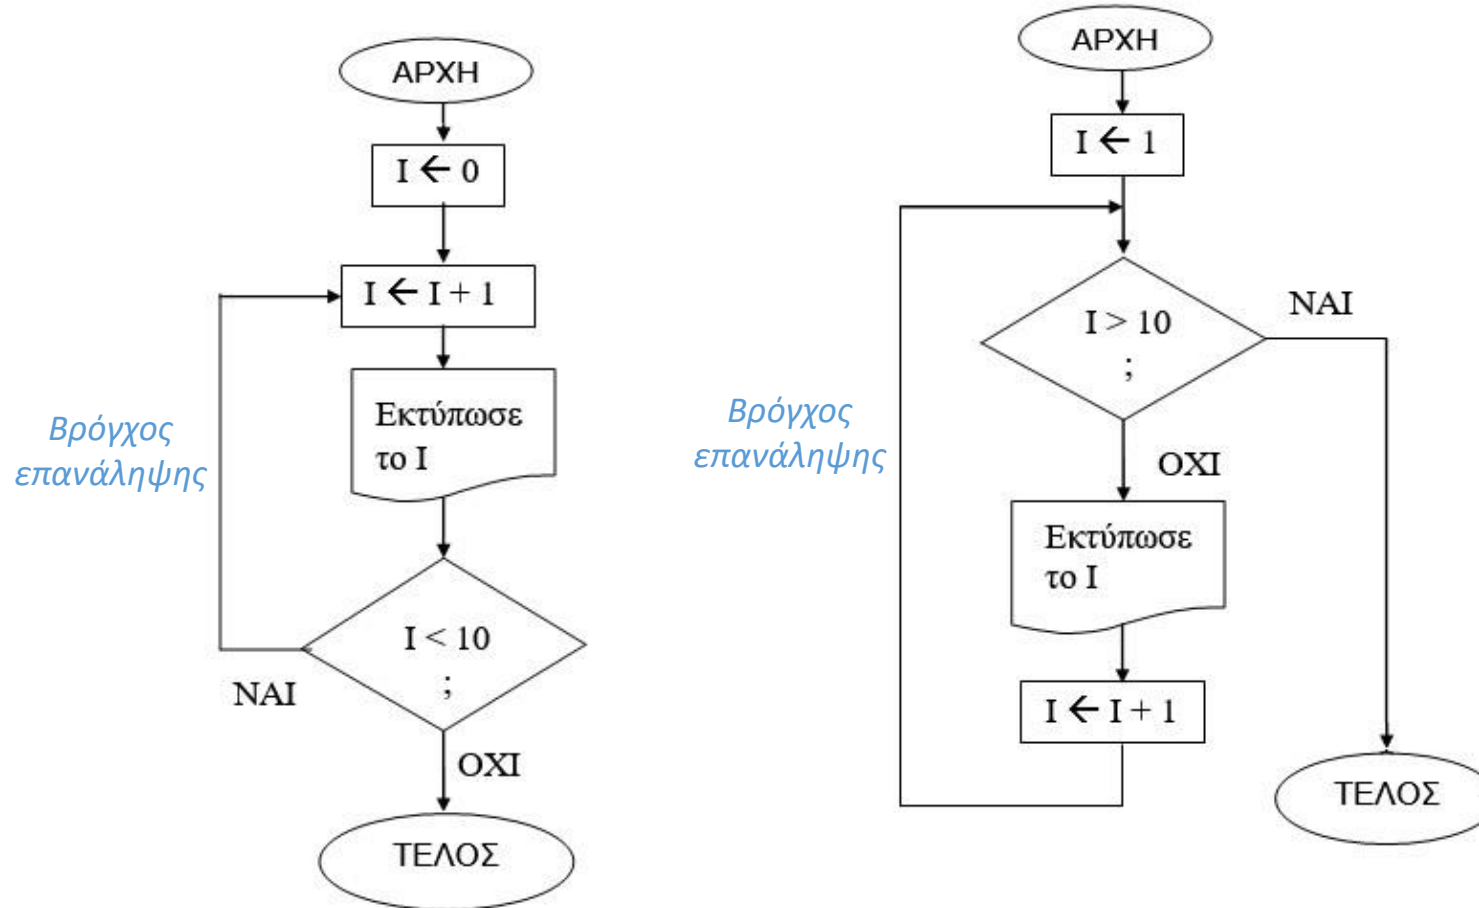 ΑΡΧΗ
Ι ← 0
Ι ← Ι + 1
Εκτύπωσε
το Ι
Βρόγχος
επανάληψης
Ι < 10
;
ΝΑΙ
ΟΧΙ
ΤΕΛΟΣ
ΑΡΧΗ
Ι ← 1
Ι > 10
;
ΝΑΙ
Βρόγχος
επανάληψης
ΟΧΙ
Εκτύπωσε
το Ι
Ι ← Ι + 1
ΤΕΛΟΣ